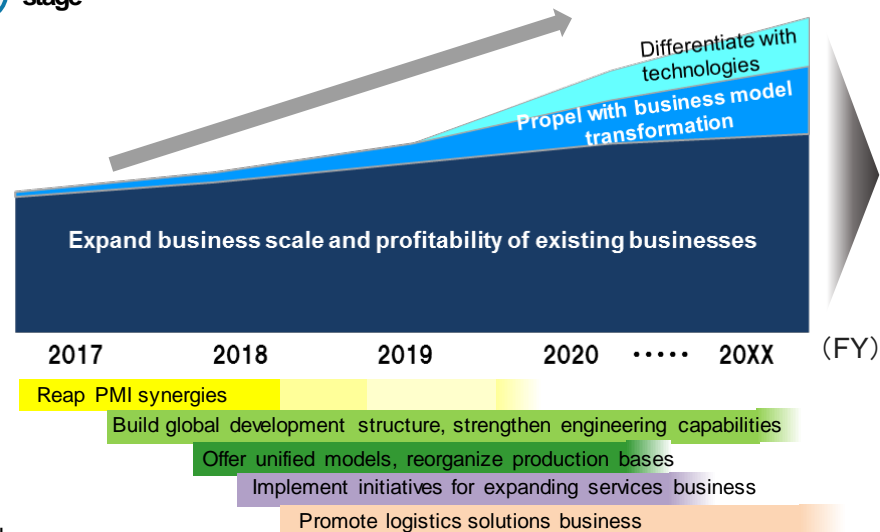 stage
Differentiate with
technologies
Propel with business model
transformation
Expand business scale and profitability of existing businesses
2017 2018 2019 2020 ····· 20XX （FY）
Reap PMI synergies
Build global development structure, strengthen engineering capabilities
Offer unified models, reorganize production bases
Implement initiatives for expanding services business
Promote logistics solutions business